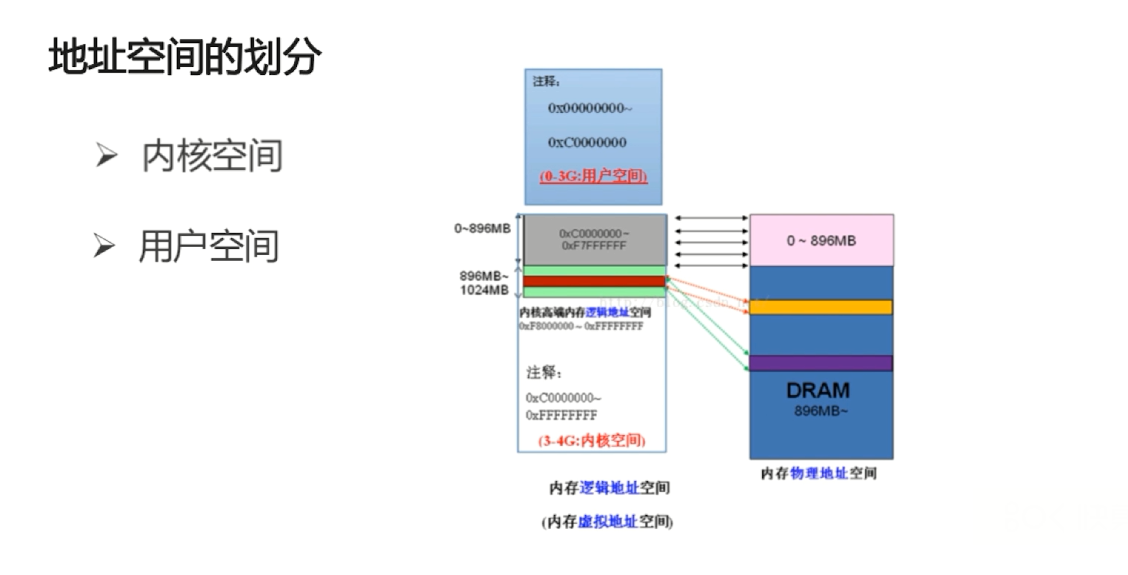 地址空间的划分
内核空间
用户空间
注释：
0x00000000~
0xC0000000
(0-3G:用户空间)
0~896MB
0xC0000000~
0xF7FFFFFF
0 ~ 896MB
896MB~
1024MB
内核高端内存逻辑地址空间
0xF8000000~0xFFFFFFFF
注释：
0xC0000000~
0xFFFFFFFF
(3-4G:内核空间)
DRAM
896MB~
内存物理地址空间
内存逻辑地址空间
(内存虚拟地址空间)